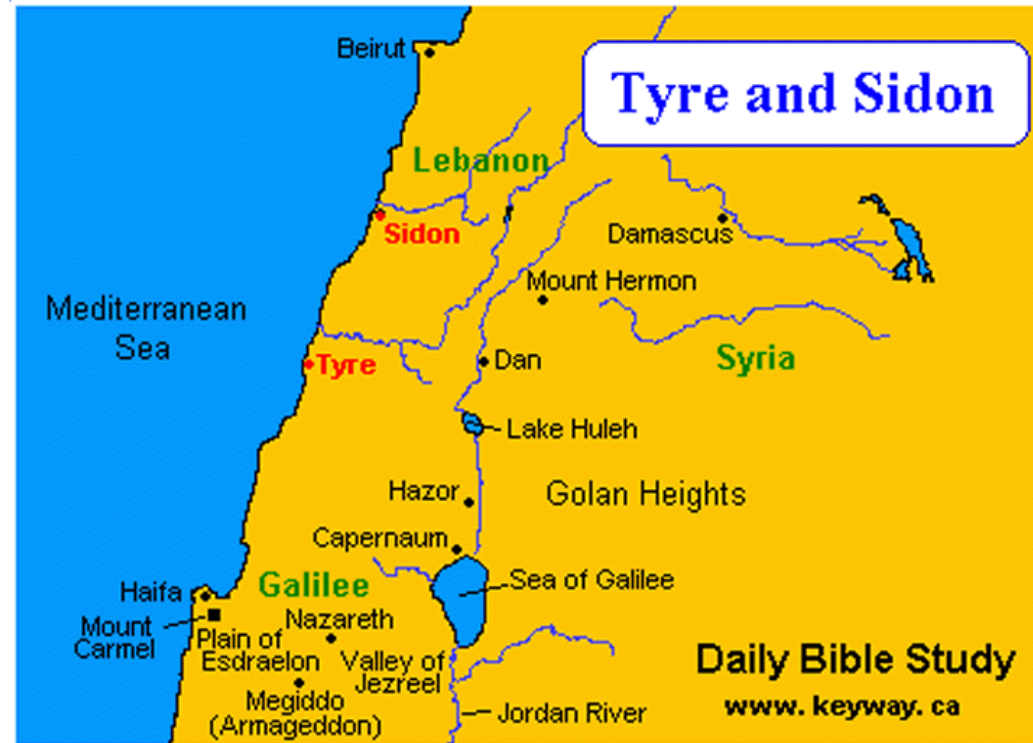 Beirut
Tyre and Sidon
Lebanon
Sidon
Damascus
Mount Hermon
Mediterranean
Sea
Syria
Tyre
Dan
Lake Huleh
Hazor
Golan Heights
Capernaum
Galilee
Sea of Galilee
Haifa
Mount
Carmel
Nazareth
Plain of
Esdraelon
Valley of
Jezreel
Megiddo
(Armageddon)
Jordan River
Daily Bible Study
www.keyway.ca